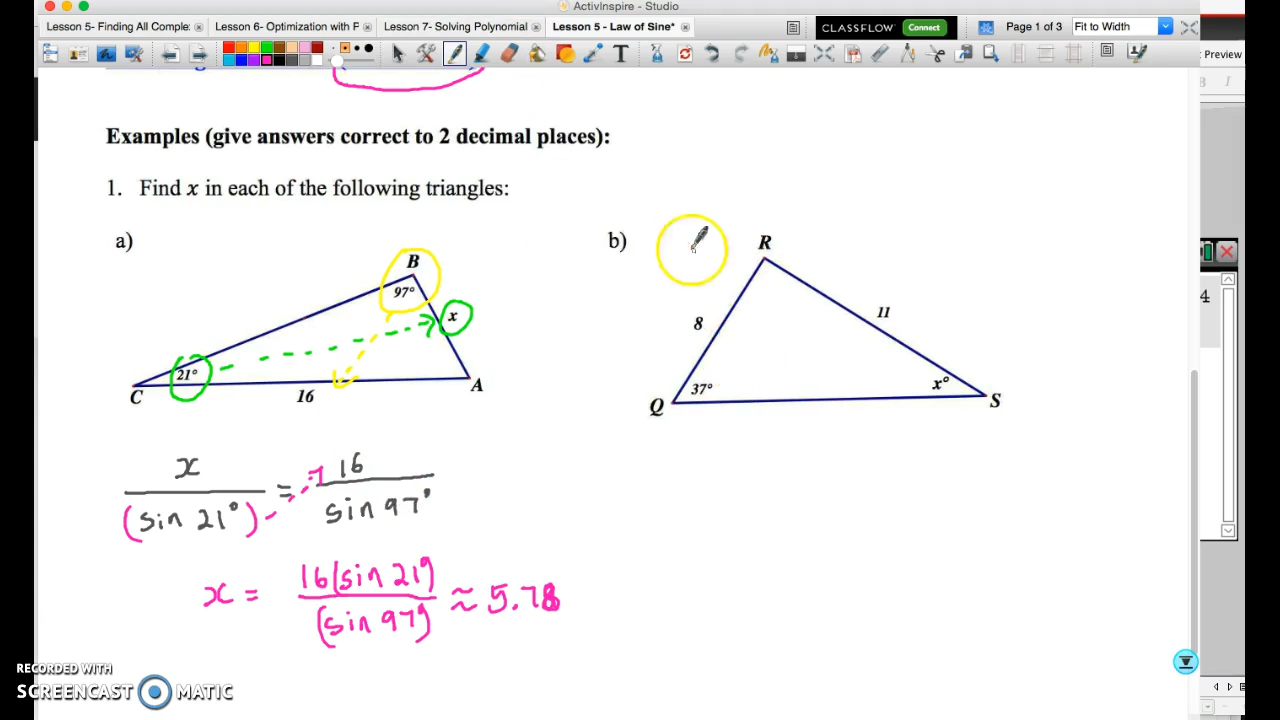 ActivInspire - Studio
Lesson 5- Finding All Comple:
Lesson 6- Optimization with P
Lesson 7- Solving Polynomial
Lesson 5 - Law of Sine*
CLASSFLOW
Connect
Page 1 of 3
Fit to Width
Preview
Examples (give answers correct to 2 decimal places):
1. Find x in each of the following triangles:
a)
b)
B
97°
x
21°
C
16
A
R
8
11
37°
x°
Q
S
4
x / (sin 21°) = 16 / sin 97°
x = 16(sin 21°) / (sin 97°) ≈ 5.78
RECORDED WITH
SCREENCAST MATIC